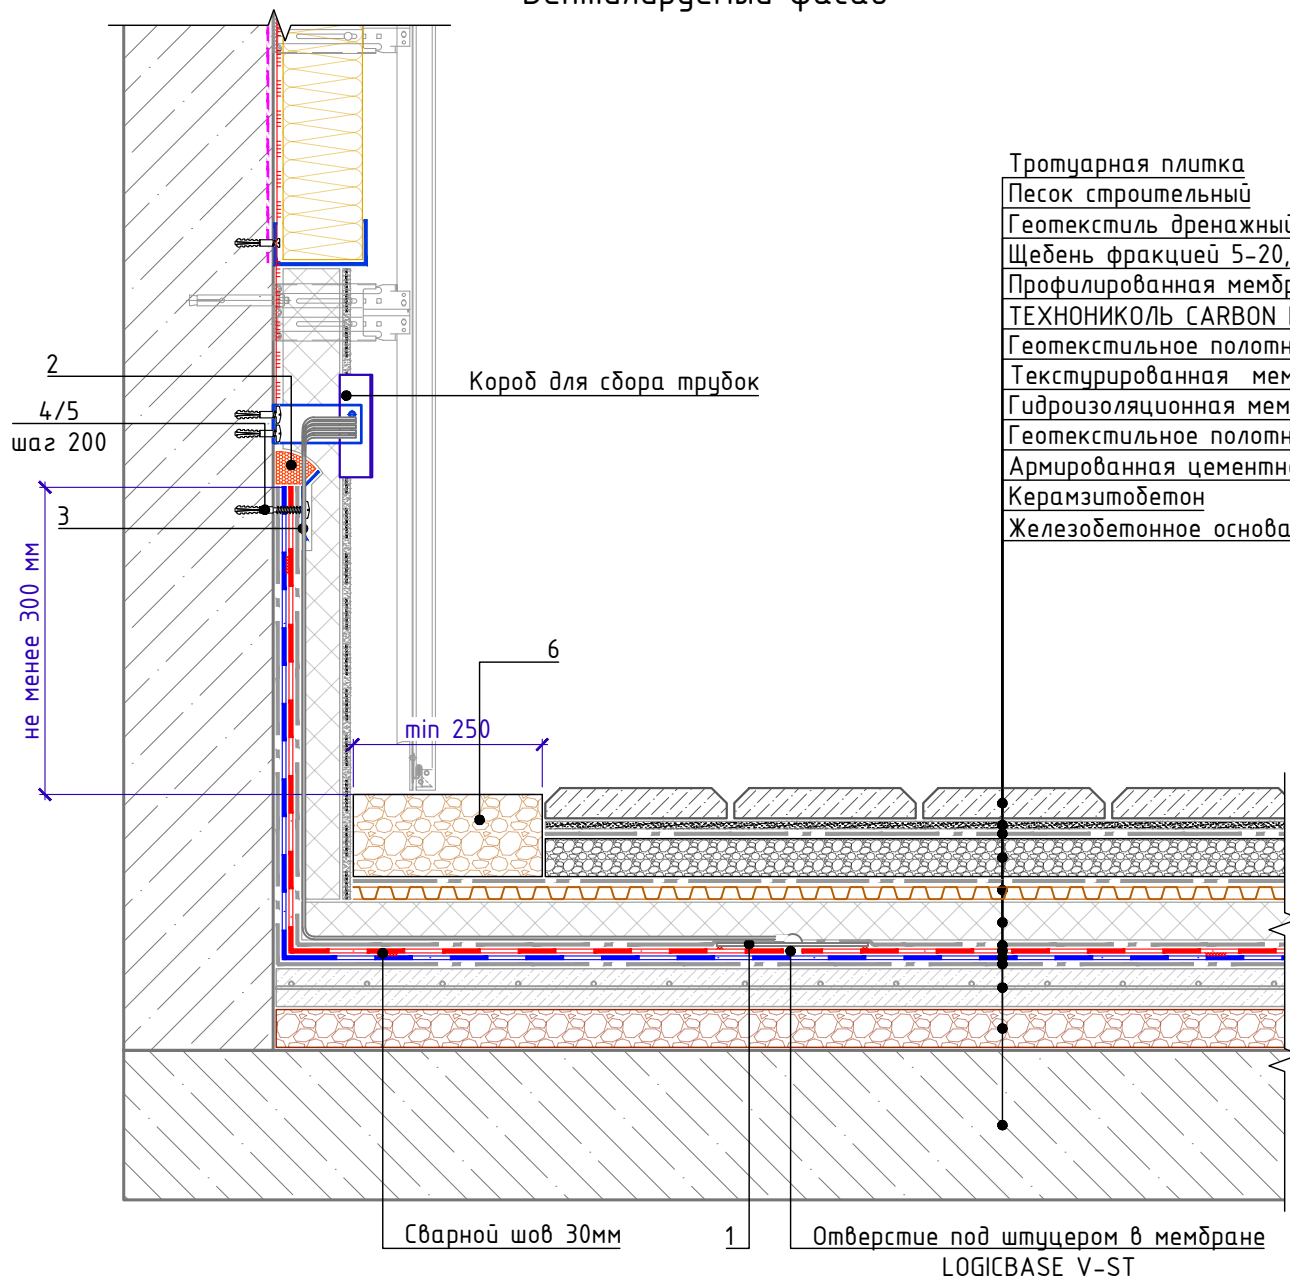 Вентилируемый фасад
Тротуарная плитка
Песок строительный
Геотекстиль дренажный
Щебень фракцией 5-20,
Профилированная мембр
ТЕХНОНИКОЛЬ CARBON
Геотекстильное полотн
Текстурированная мем
Гидроизоляционная мем
Геотекстильное полотн
Армированная цементно
Керамзитобетон
Железобетонное основа
2
4/5
шаг 200
Короб для сбора трубок
3
не менее 300 мм
6
min 250
Сварной шов 30мм
1
Отверстие под штуцером в мембране
LOGICBASE V-ST